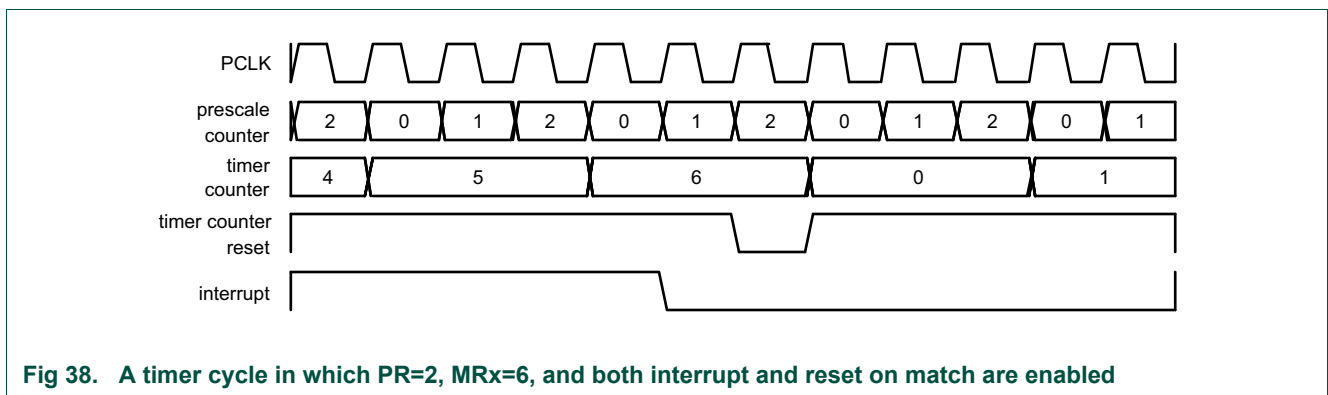 PCLK
prescale
counter
2 0 1 2 0 1 2 0 1 2 0 1
timer
counter
4 5 6 0 1
timer counter
reset
interrupt
Fig 38. A timer cycle in which PR=2, MRx=6, and both interrupt and reset on match are enabled